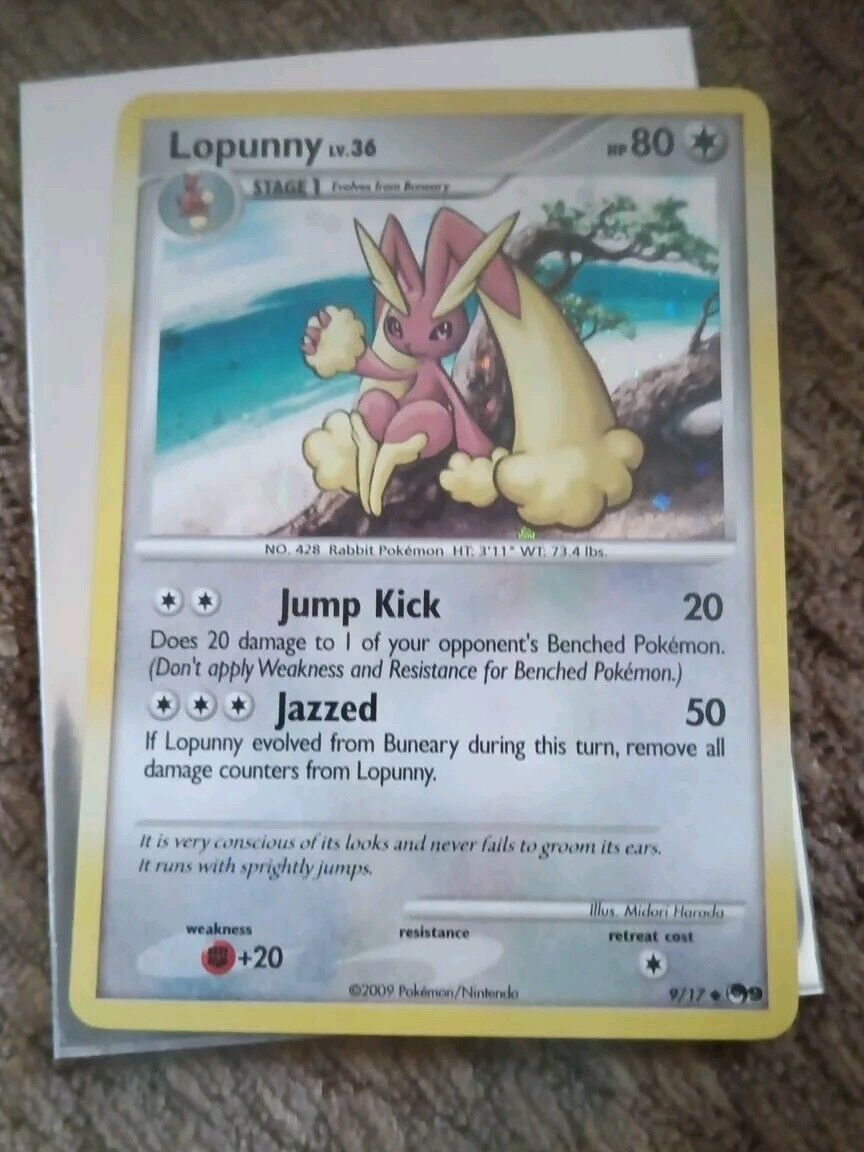 Lopunny LV.36 HP 80
STAGE 1 Evolves from Buneary
NO. 428 Rabbit Pokémon HT: 3'11" WT: 73.4 lbs.
Jump Kick 20
Does 20 damage to 1 of your opponent's Benched Pokémon.
(Don't apply Weakness and Resistance for Benched Pokémon.)
Jazzed 50
If Lopunny evolved from Buneary during this turn, remove all
damage counters from Lopunny.
It is very conscious of its looks and never fails to groom its ears.
It runs with sprightly jumps.
Illus. Midori Harada
weakness resistance retreat cost
+20
©2009 Pokémon/Nintendo 9/17 9